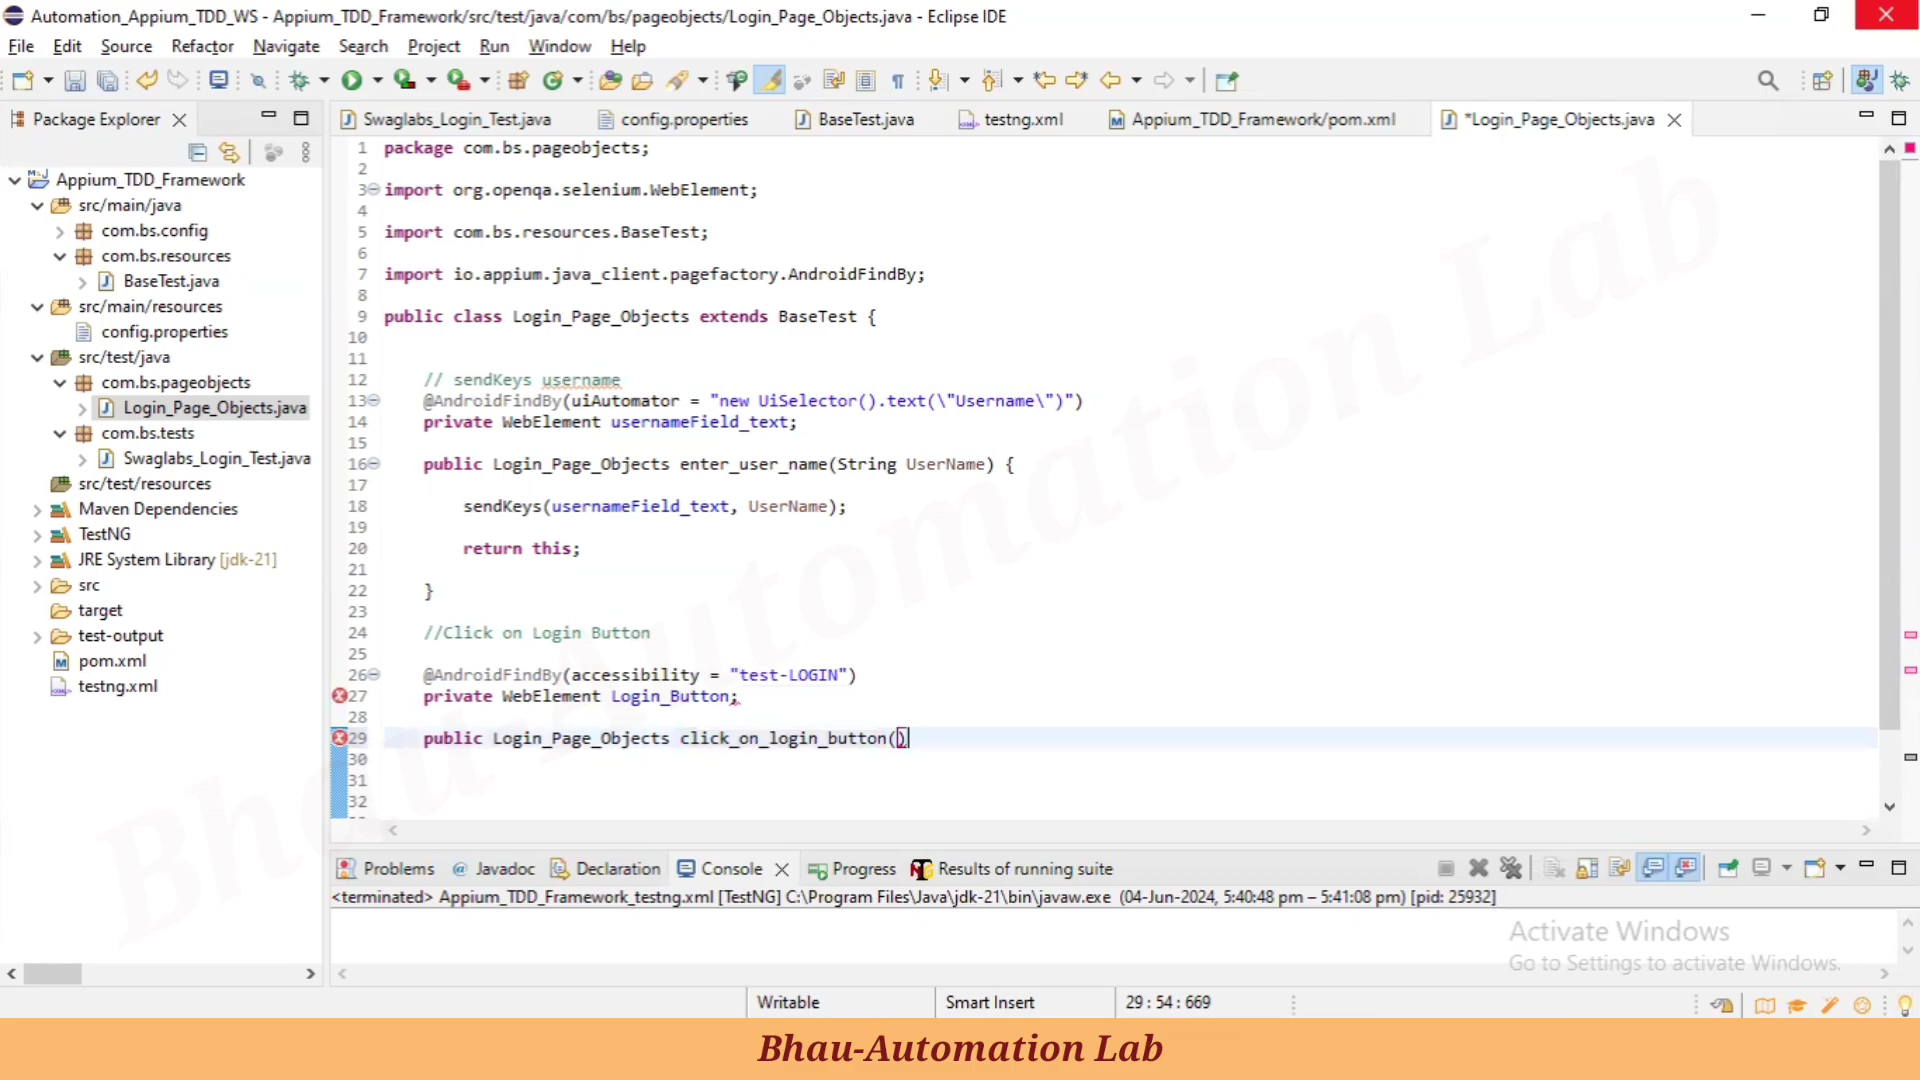 Automation_Appium_TDD_WS - Appium_TDD_Framework/src/test/java/com/bs/pageobjects/Login_Page_Objects.java - Eclipse IDE
File Edit Source Refactor Navigate Search Project Run Window Help
Package Explorer
Swaglabs_Login_Test.java config.properties BaseTest.java testng.xml Appium_TDD_Framework/pom.xml *Login_Page_Objects.java
Appium_TDD_Framework
src/main/java
com.bs.config
com.bs.resources
BaseTest.java
src/main/resources
config.properties
src/test/java
com.bs.pageobjects
Login_Page_Objects.java
com.bs.tests
Swaglabs_Login_Test.java
src/test/resources
Maven Dependencies
TestNG
JRE System Library [jdk-21]
src
target
test-output
pom.xml
testng.xml
1 package com.bs.pageobjects;
2
3 import org.openqa.selenium.WebElement;
4
5 import com.bs.resources.BaseTest;
6
7 import io.appium.java_client.pagefactory.AndroidFindBy;
8
9 public class Login_Page_Objects extends BaseTest {
10
11
12 // sendKeys username
13 @AndroidFindBy(uiAutomator = "new UiSelector().text(\"Username\")")
14 private WebElement usernameField_text;
15
16 public Login_Page_Objects enter_user_name(String UserName) {
17
18 sendKeys(usernameField_text, UserName);
19
20 return this;
21
22 }
23
24 //Click on Login Button
25
26 @AndroidFindBy(accessibility = "test-LOGIN")
27 private WebElement Login_Button;
28
29 public Login_Page_Objects click_on_login_button()
30
31
32
Bhau-Automation Lab
Problems Javadoc Declaration Console Progress Results of running suite
<terminated> Appium_TDD_Framework_testng.xml [TestNG] C:\Program Files\Java\jdk-21\bin\javaw.exe (04-Jun-2024, 5:40:48 pm – 5:41:08 pm) [pid: 25932]
Activate Windows
Go to Settings to activate Windows.
Writable Smart Insert 29 : 54 : 669
Bhau-Automation Lab